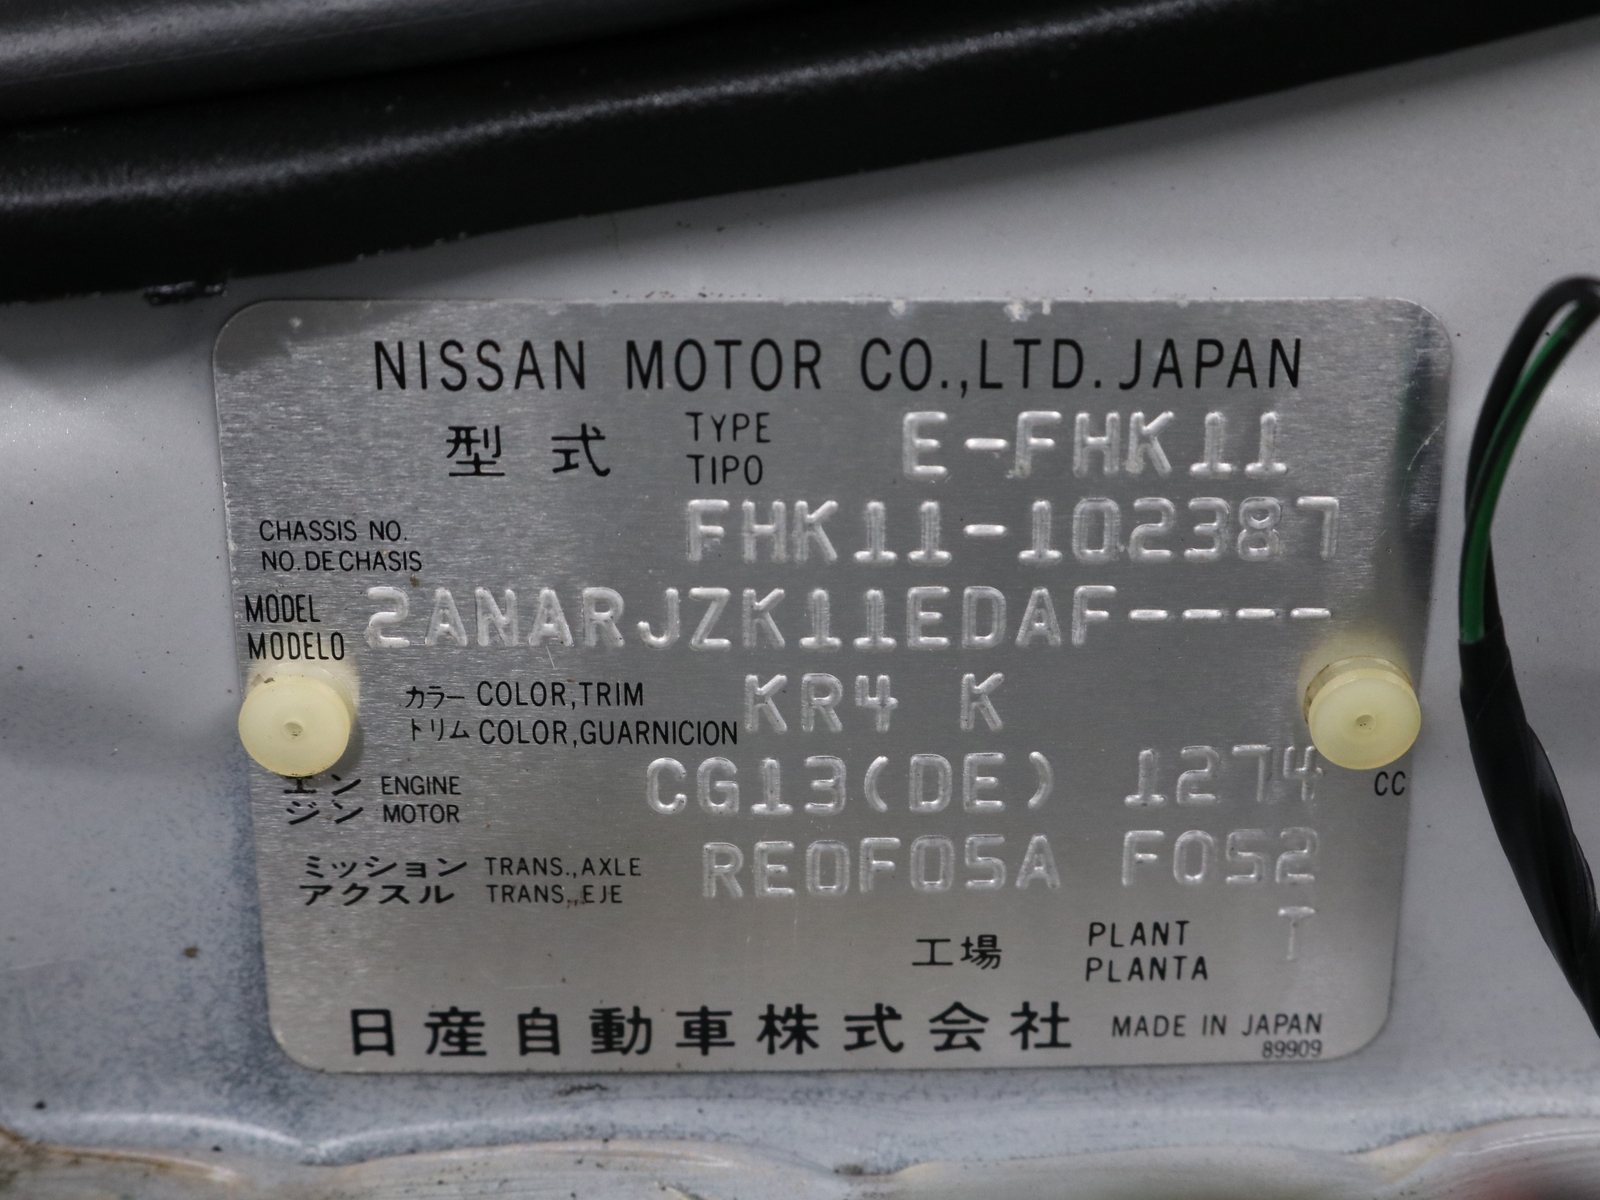 NISSAN MOTOR CO.,LTD. JAPAN
型式 TYPE E-FHK11
TIPO
CHASSIS NO. FHK11-102387
NO. DE CHASIS
MODEL 2ANARJZK11EDAF----
MODELO
カラー COLOR,TRIM KR4 K
トリム COLOR,GUARNICION
エン ENGINE CG13(DE) 1274 CC
ジン MOTOR
ミッション TRANS.,AXLE RE0F05A F0S2
アクスル TRANS.,EJE
工場 PLANT T
PLANTA
日産自動車株式会社 MADE IN JAPAN
89909